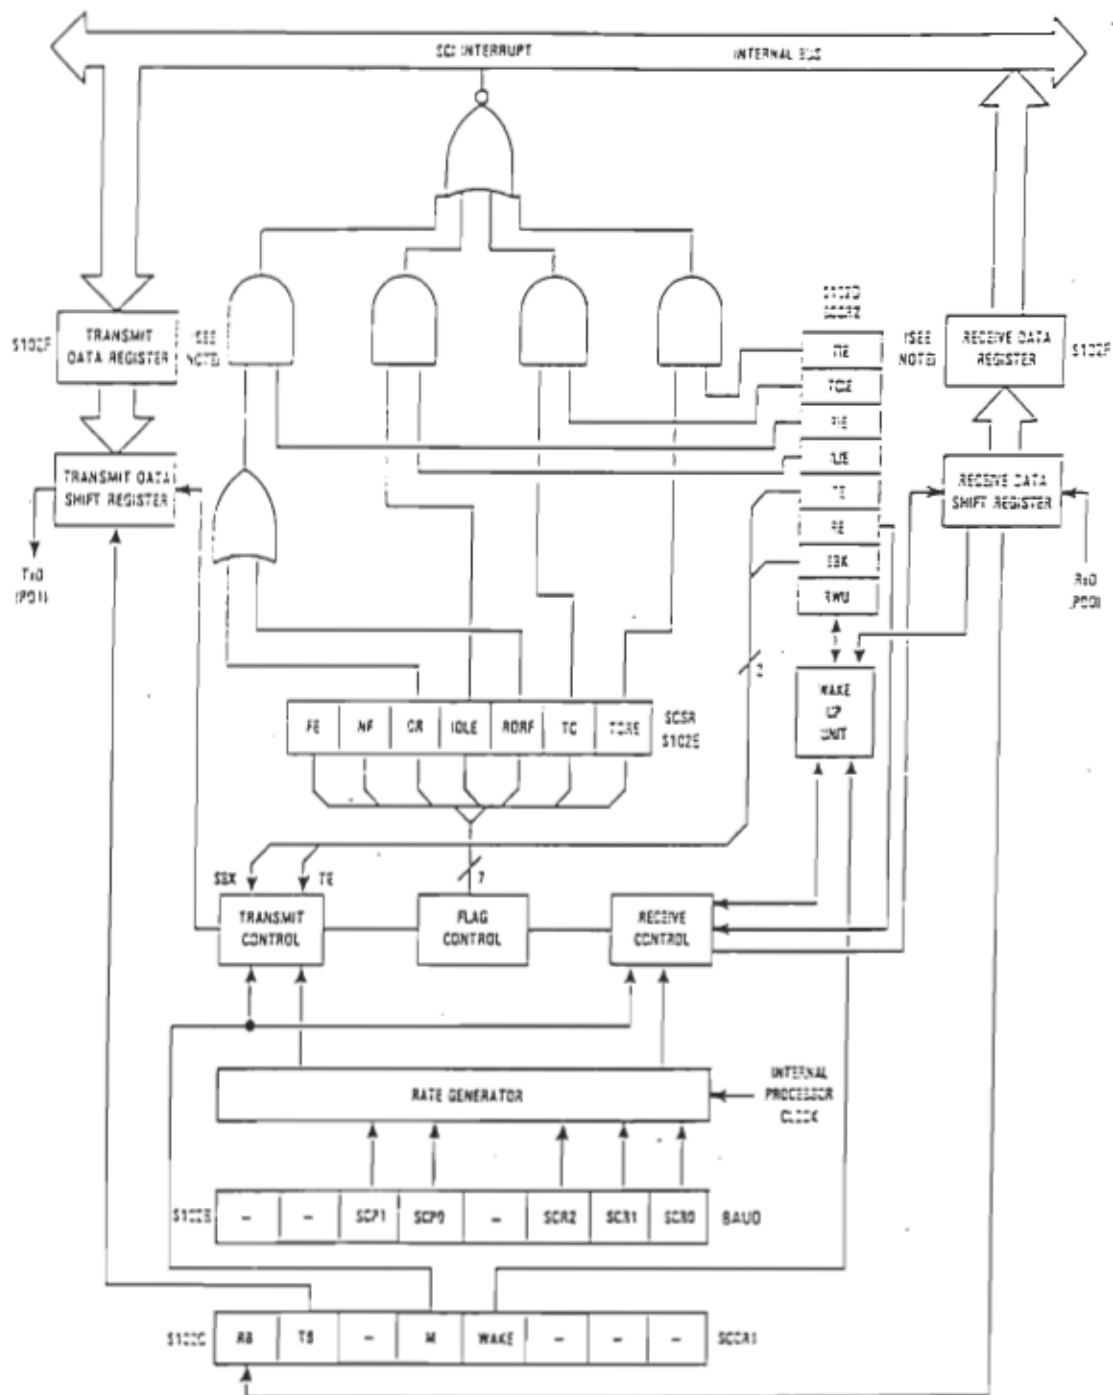 SCI INTERRUPT
INTERNAL BUS
$102F
TRANSMIT
DATA REGISTER
(SEE
NOTE)
$102D
SCCR2
TIE
TCIE
RIE
ILIE
TE
RE
SBK
RWU
(SEE
NOTE)
RECEIVE DATA
REGISTER
$102F
TRANSMIT DATA
SHIFT REGISTER
RECEIVE DATA
SHIFT REGISTER
TxD
(PD1)
RxD
(PD0)
2
WAKE
UP
UNIT
FE
NF
OR
IDLE
RDRF
TC
TDRE
SCSR
$102E
SBK
TE
7
TRANSMIT
CONTROL
FLAG
CONTROL
RECEIVE
CONTROL
RATE GENERATOR
INTERNAL
PROCESSOR
CLOCK
$102B
–
–
SCP1
SCP0
–
SCR2
SCR1
SCR0
BAUD
$102C
R8
T8
–
M
WAKE
–
–
–
SCCR1